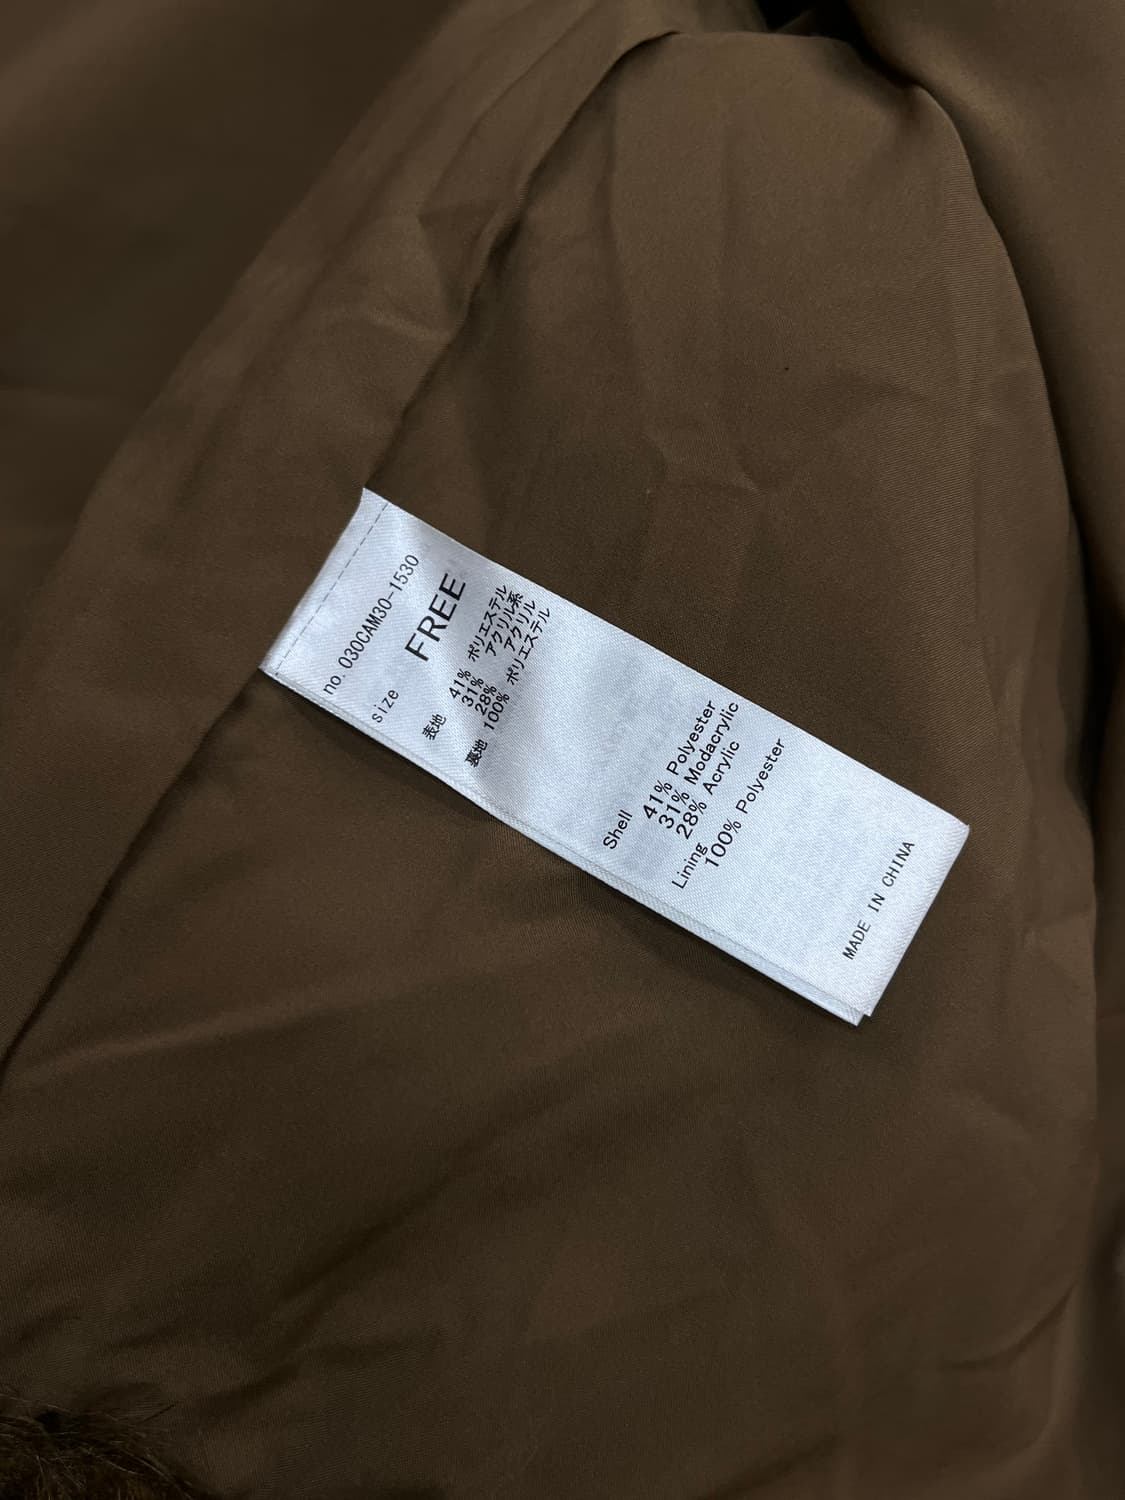 no. 030CAM30-1530
size FREE
表地 41% ポリエステル
31% アクリル系
28% アクリル
裏地 100% ポリエステル
Shell
41% Polyester
31% Modacrylic
28% Acrylic
Lining
100% Polyester
MADE IN CHINA